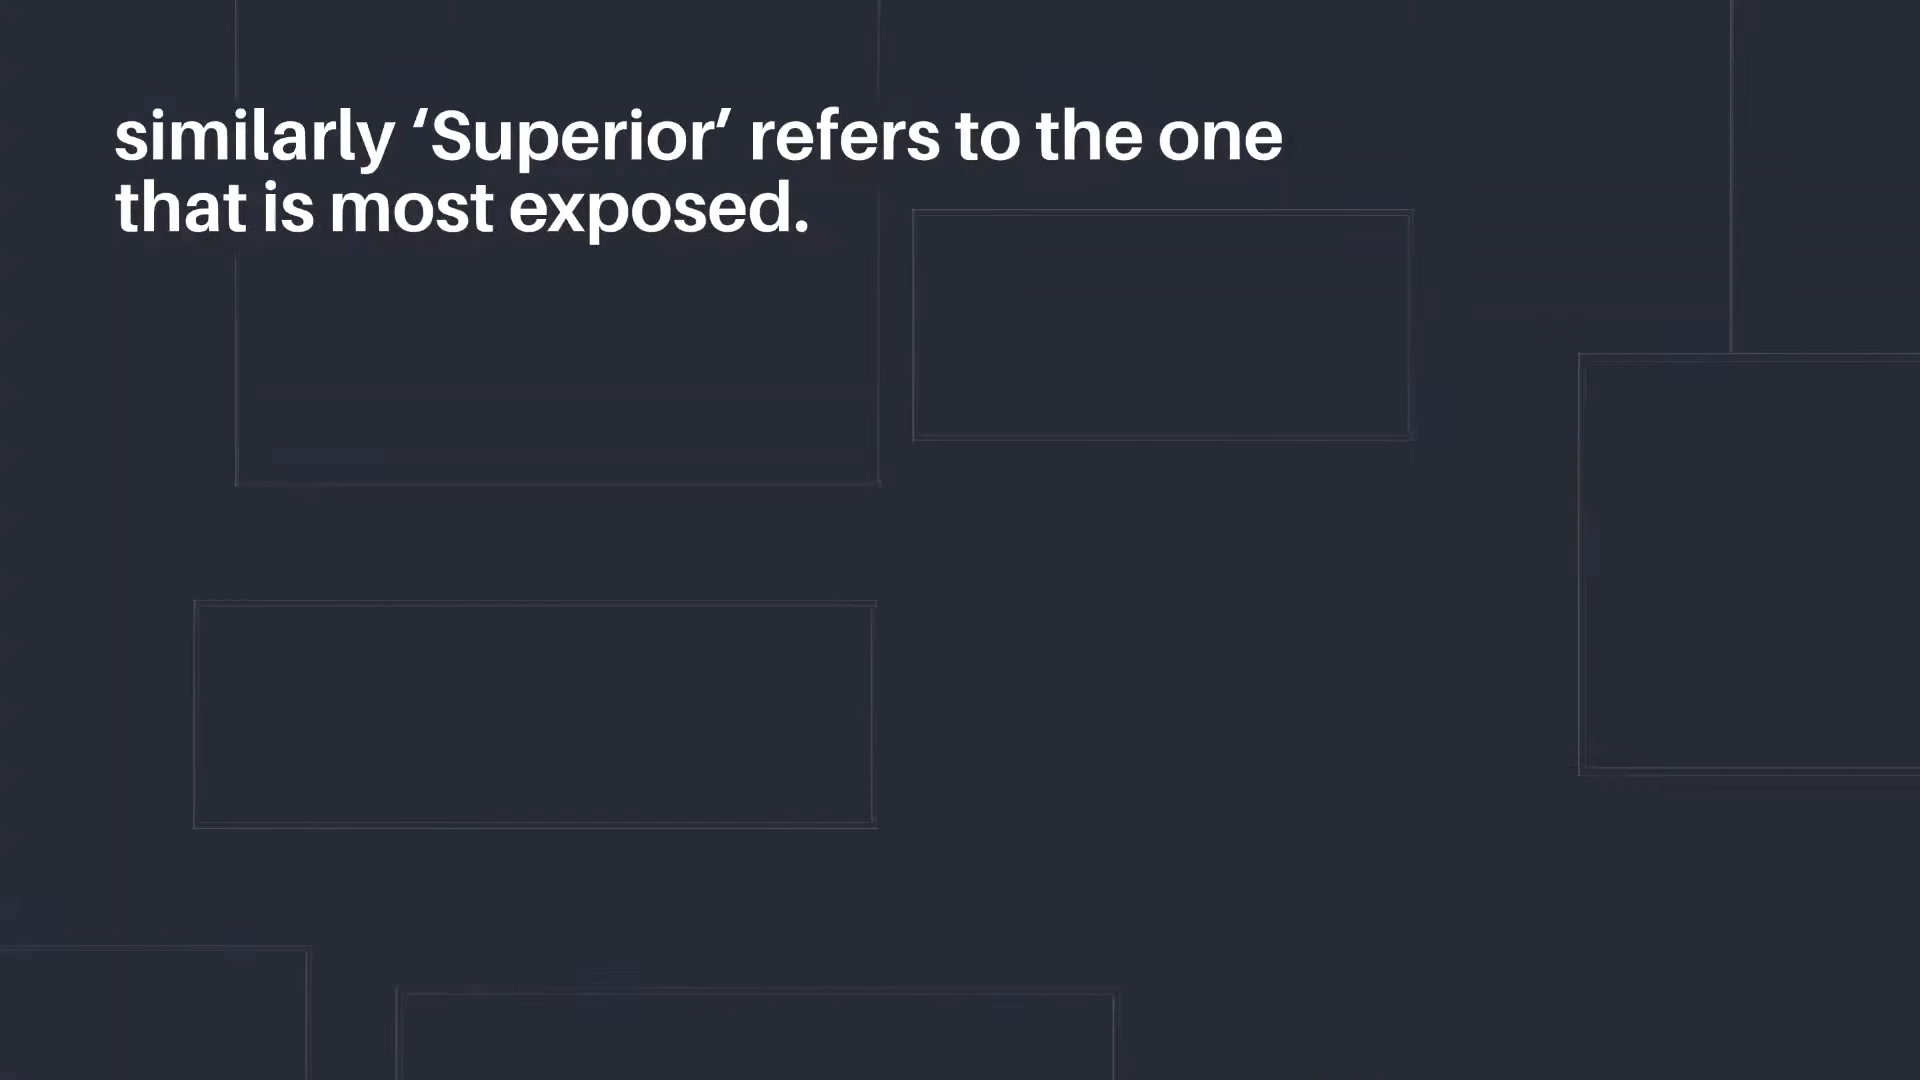 similarly ‘Superior’ refers to the one
that is most exposed.